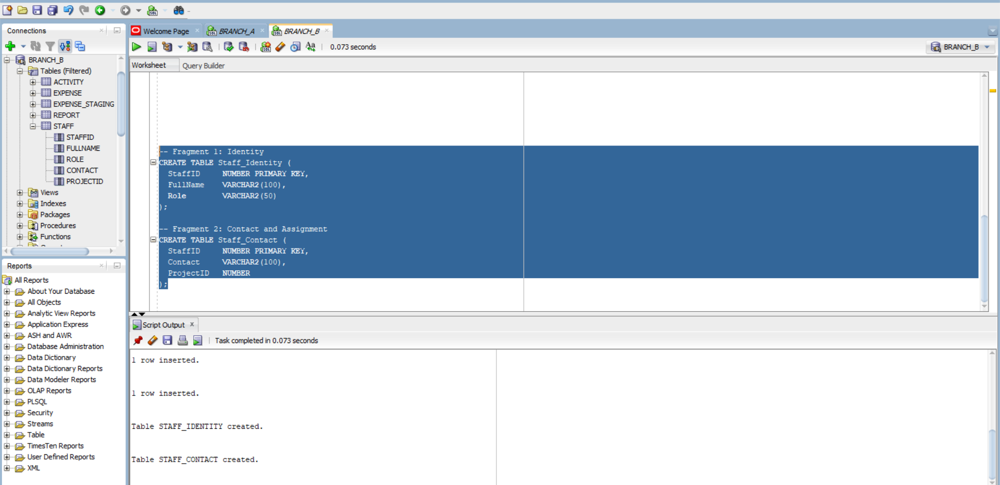 Connections
BRANCH_B
Tables (Filtered)
ACTIVITY
EXPENSE
EXPENSE_STAGING
REPORT
STAFF
STAFFID
FULLNAME
ROLE
CONTACT
PROJECTID
Views
Indexes
Packages
Procedures
Functions
Reports
All Reports
About Your Database
All Objects
Analytic View Reports
Application Express
ASH and AWR
Database Administration
Data Dictionary
Data Dictionary Reports
Data Modeler Reports
OLAP Reports
PLSQL
Security
Streams
Table
TimesTen Reports
User Defined Reports
XML
Welcome Page
BRANCH_A
BRANCH_B
0.073 seconds
BRANCH_B
Worksheet
Query Builder
-- Fragment 1: Identity
CREATE TABLE Staff_Identity (
StaffID NUMBER PRIMARY KEY,
FullName VARCHAR2(100),
Role VARCHAR2(50)
);
-- Fragment 2: Contact and Assignment
CREATE TABLE Staff_Contact (
StaffID NUMBER PRIMARY KEY,
Contact VARCHAR2(100),
ProjectID NUMBER
);
Script Output
Task completed in 0.073 seconds
1 row inserted.
1 row inserted.
Table STAFF_IDENTITY created.
Table STAFF_CONTACT created.